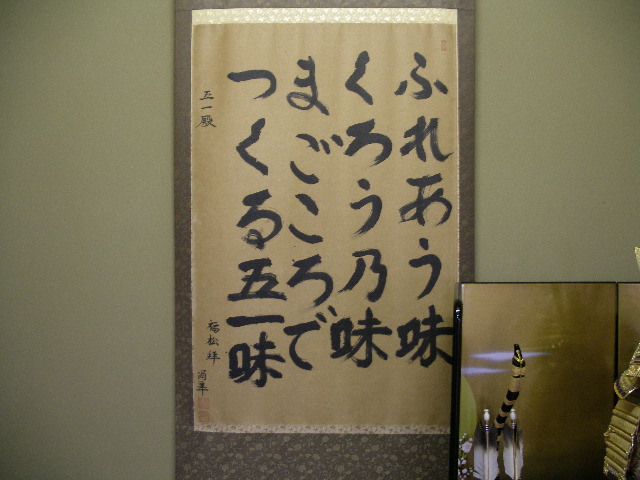 ふれあう味
くろう乃味
まごころで
つくる五一味
五一殿